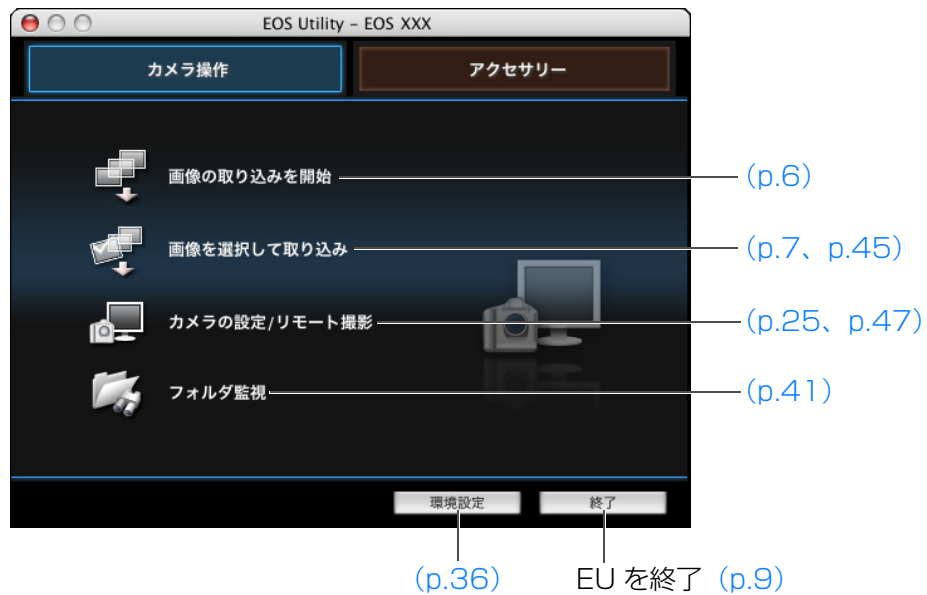 EOS Utility – EOS XXX
カメラ操作
アクセサリー
画像の取り込みを開始
(p.6)
画像を選択して取り込み
(p.7、p.45)
カメラの設定/リモート撮影
(p.25、p.47)
フォルダ監視
(p.41)
環境設定
終了
(p.36)
EU を終了 (p.9)